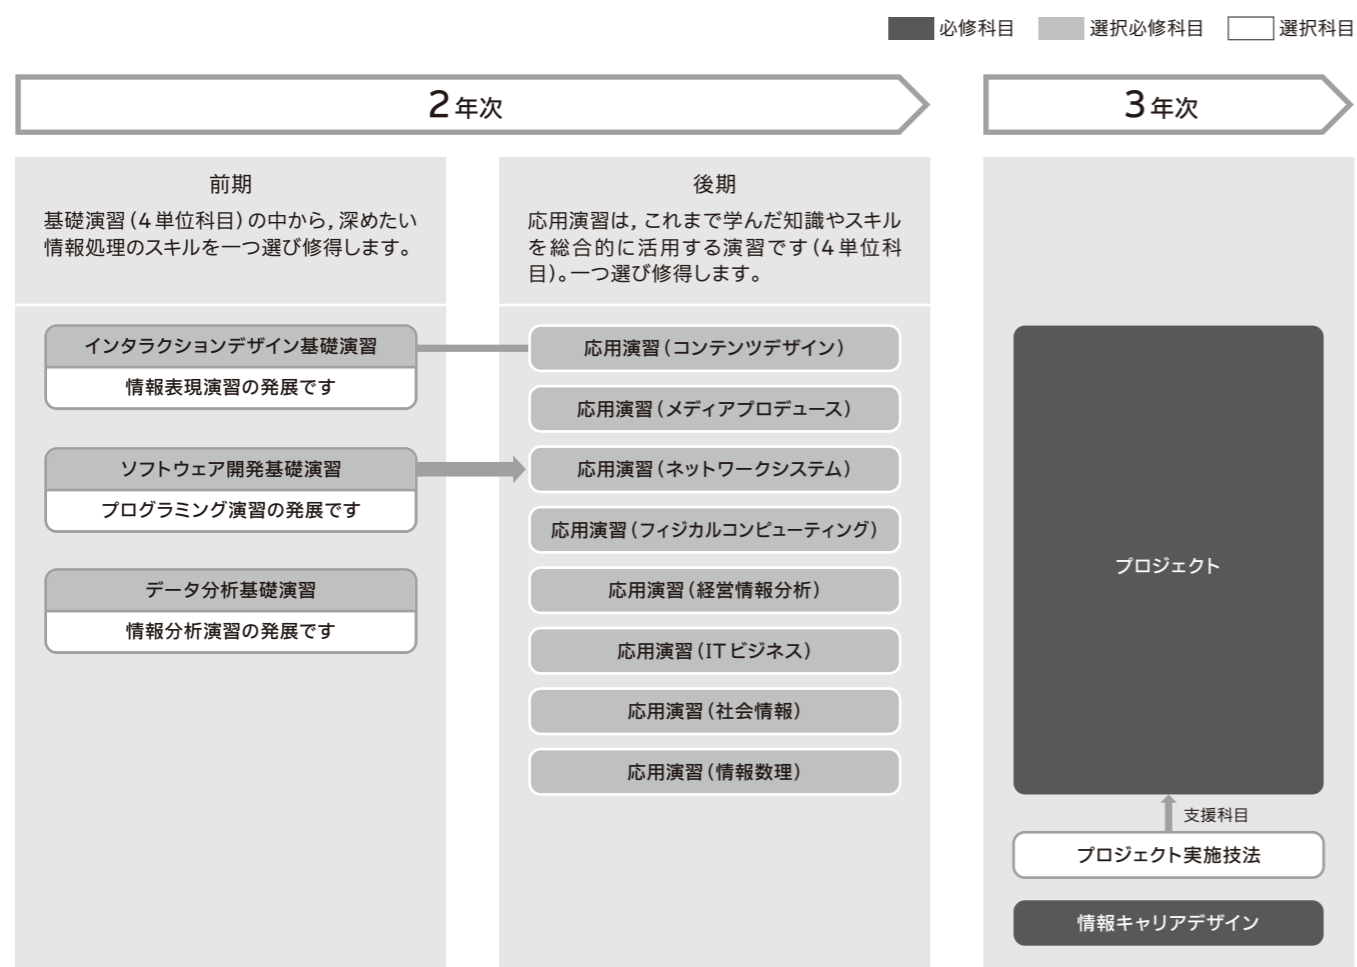 必修科目
選択必修科目
選択科目
2年次
3年次
前期
基礎演習(4単位科目)の中から,深めたい
情報処理のスキルを一つ選び修得します。
後期
応用演習は,これまで学んだ知識やスキル
を総合的に活用する演習です(4単位科
目)。一つ選び修得します。
インタラクションデザイン基礎演習
情報表現演習の発展です
ソフトウェア開発基礎演習
プログラミング演習の発展です
データ分析基礎演習
情報分析演習の発展です
応用演習(コンテンツデザイン)
応用演習(メディアプロデュース)
応用演習(ネットワークシステム)
応用演習(フィジカルコンピューティング)
応用演習(経営情報分析)
応用演習(ITビジネス)
応用演習(社会情報)
応用演習(情報数理)
プロジェクト
支援科目
プロジェクト実施技法
情報キャリアデザイン